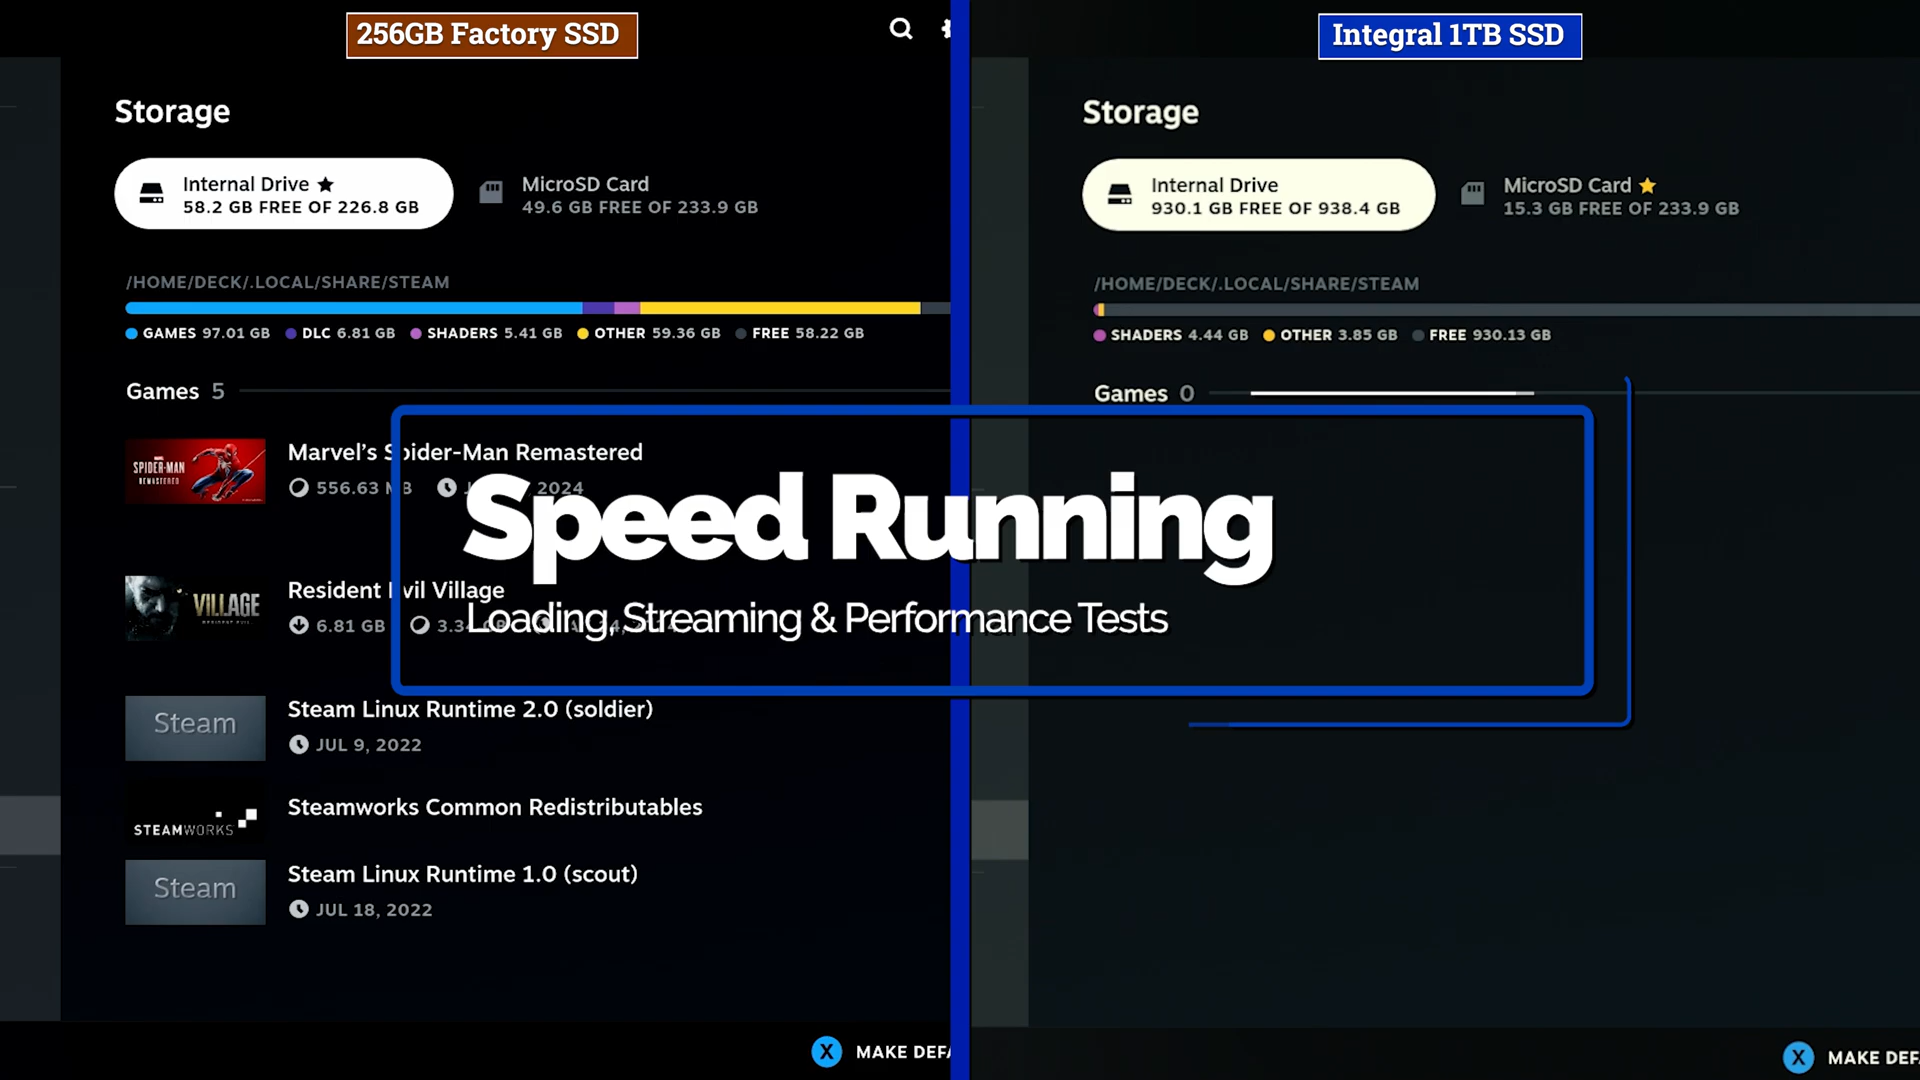 256GB Factory SSD
Storage
Internal Drive
58.2 GB FREE OF 226.8 GB
MicroSD Card
49.6 GB FREE OF 233.9 GB
/HOME/DECK/.LOCAL/SHARE/STEAM
GAMES 97.01 GB DLC 6.81 GB SHADERS 5.41 GB OTHER 59.36 GB FREE 58.22 GB
Games 5
SPIDER-MAN
REMASTERED
Marvel's Spider-Man Remastered
556.63 MB 2024
VILLAGE
Resident Evil Village
6.81 GB
Steam
Steam Linux Runtime 2.0 (soldier)
JUL 9, 2022
STEAMWORKS
Steamworks Common Redistributables
Steam
Steam Linux Runtime 1.0 (scout)
JUL 18, 2022
X MAKE DEFA
Integral 1TB SSD
Storage
Internal Drive
930.1 GB FREE OF 938.4 GB
MicroSD Card
15.3 GB FREE OF 233.9 GB
/HOME/DECK/.LOCAL/SHARE/STEAM
SHADERS 4.44 GB OTHER 3.85 GB FREE 930.13 GB
Games 0
X MAKE DEF
Speed Running
Loading, Streaming & Performance Tests